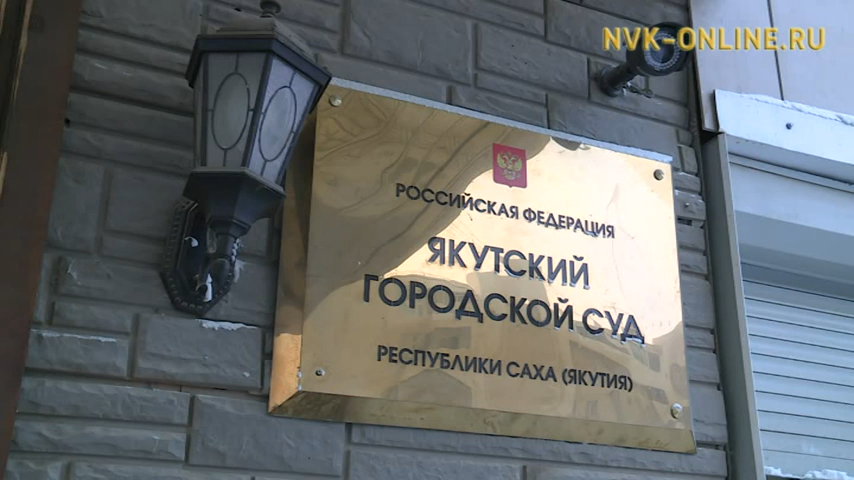 NVK-ONLINE.RU
РОССИЙСКАЯ ФЕДЕРАЦИЯ
ЯКУТСКИЙ
ГОРОДСКОЙ СУД
РЕСПУБЛИКИ САХА (ЯКУТИЯ)